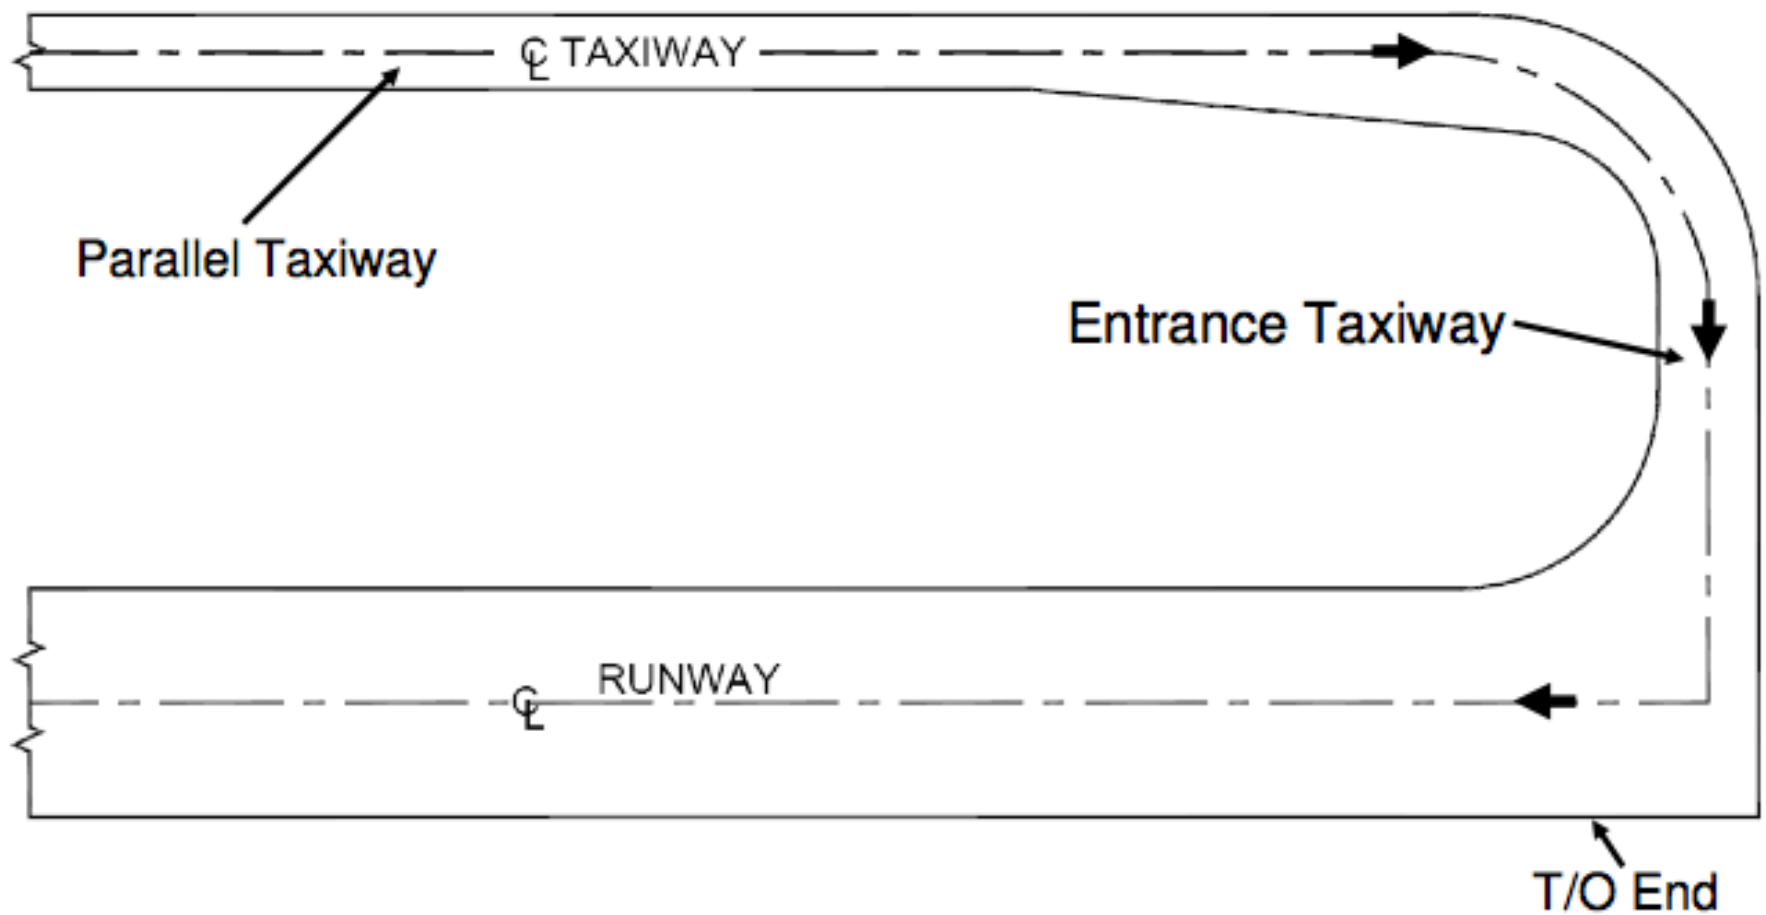 ℄ TAXIWAY
Parallel Taxiway
Entrance Taxiway
RUNWAY
℄
T/O End